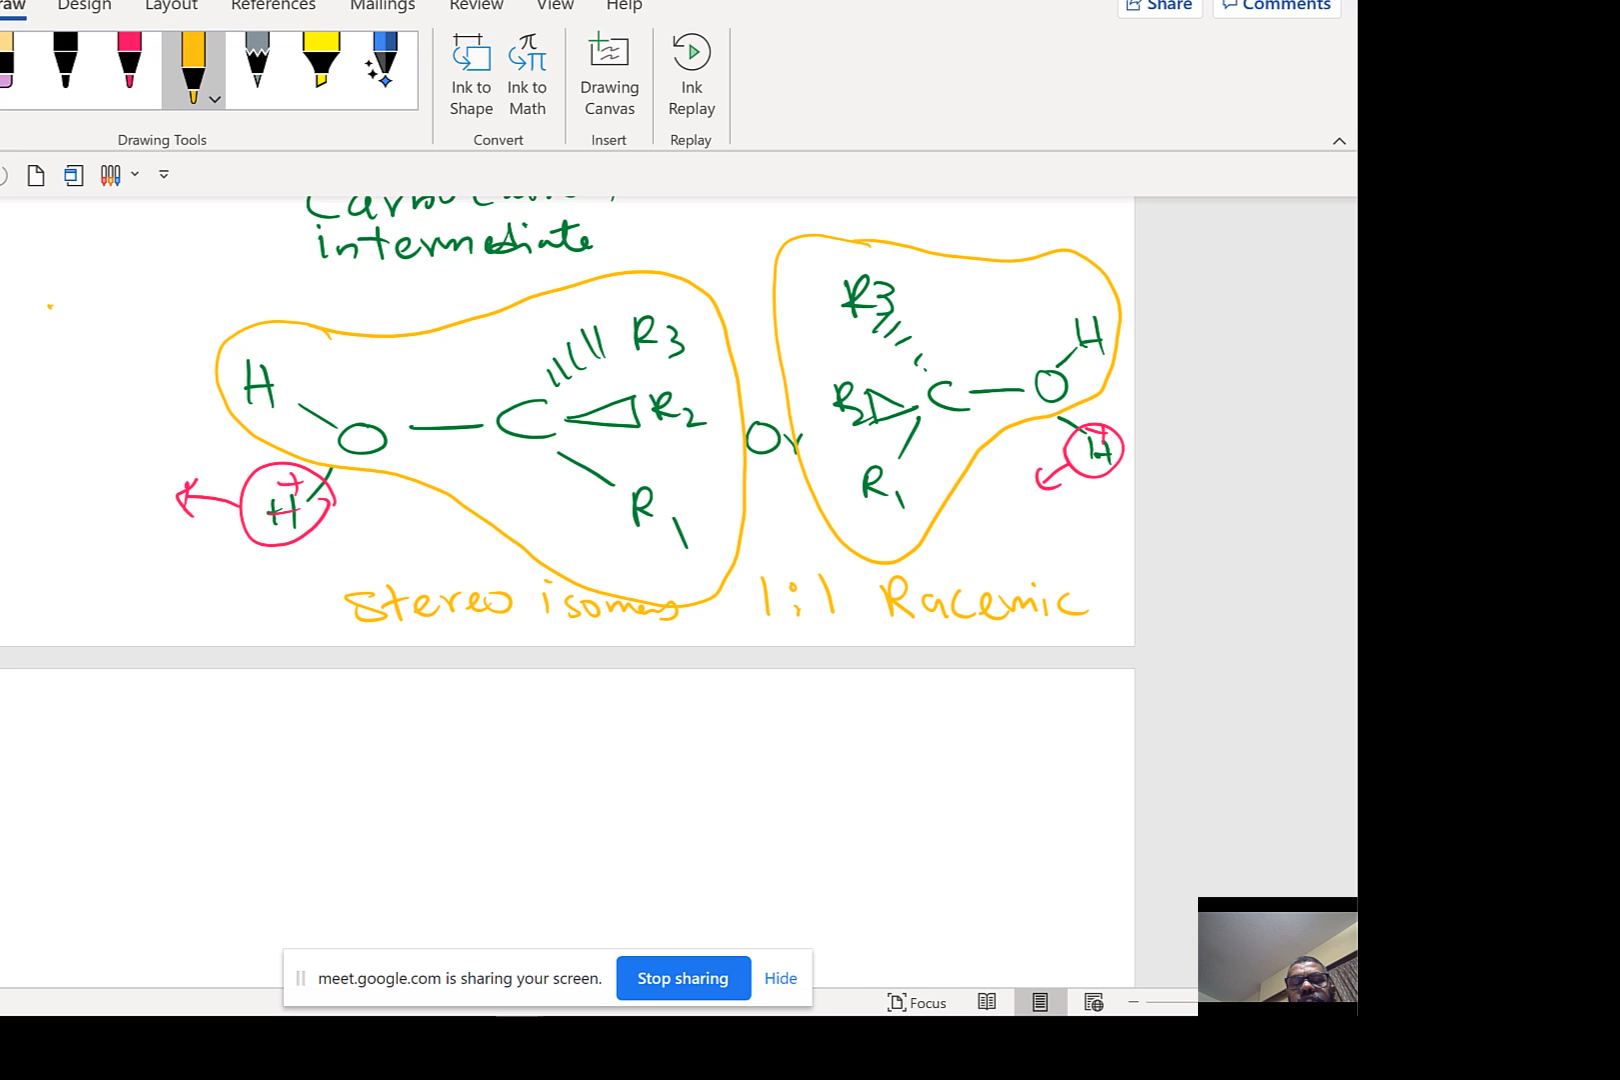 Draw Design Layout References Mailings Review View Help Share Comments
Ink to Shape
Ink to Math
Drawing Canvas
Ink Replay
Drawing Tools Convert Insert Replay
intermediate
H O C R3 R2 R1 H+
Or
R3 R2 C O H R1 H+
stereo isomers 1:1 Racemic
meet.google.com is sharing your screen. Stop sharing Hide
Focus